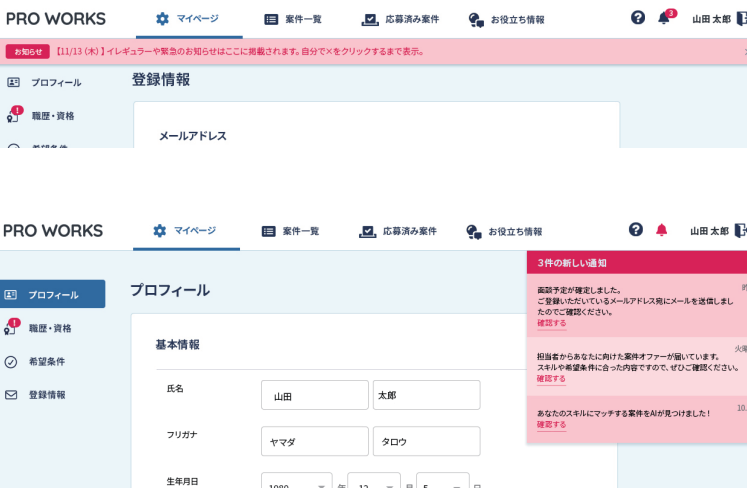 PRO WORKS
マイページ
案件一覧
応募済み案件
お役立ち情報
3
山田 太郎
お知らせ
【11/13（木）】イレギュラーや緊急のお知らせはここに掲載されます。自分で×をクリックするまで表示。
プロフィール
登録情報
!
職歴・資格
メールアドレス
希望条件
PRO WORKS
マイページ
案件一覧
応募済み案件
お役立ち情報
山田 太郎
3件の新しい通知
プロフィール
プロフィール
面談予定が確定しました。
ご登録いただいているメールアドレス宛にメールを送信しまし
たのでご確認ください。
確認する
!
職歴・資格
基本情報
火曜
担当者からあなたに向けた案件オファーが届いています。
スキルや希望条件に合った内容ですので、ぜひご確認ください。
確認する
希望条件
氏名
山田
太郎
登録情報
10.
あなたのスキルにマッチする案件をAIが見つけました！
確認する
フリガナ
ヤマダ
タロウ
生年月日
1980
年
12
月
5
日